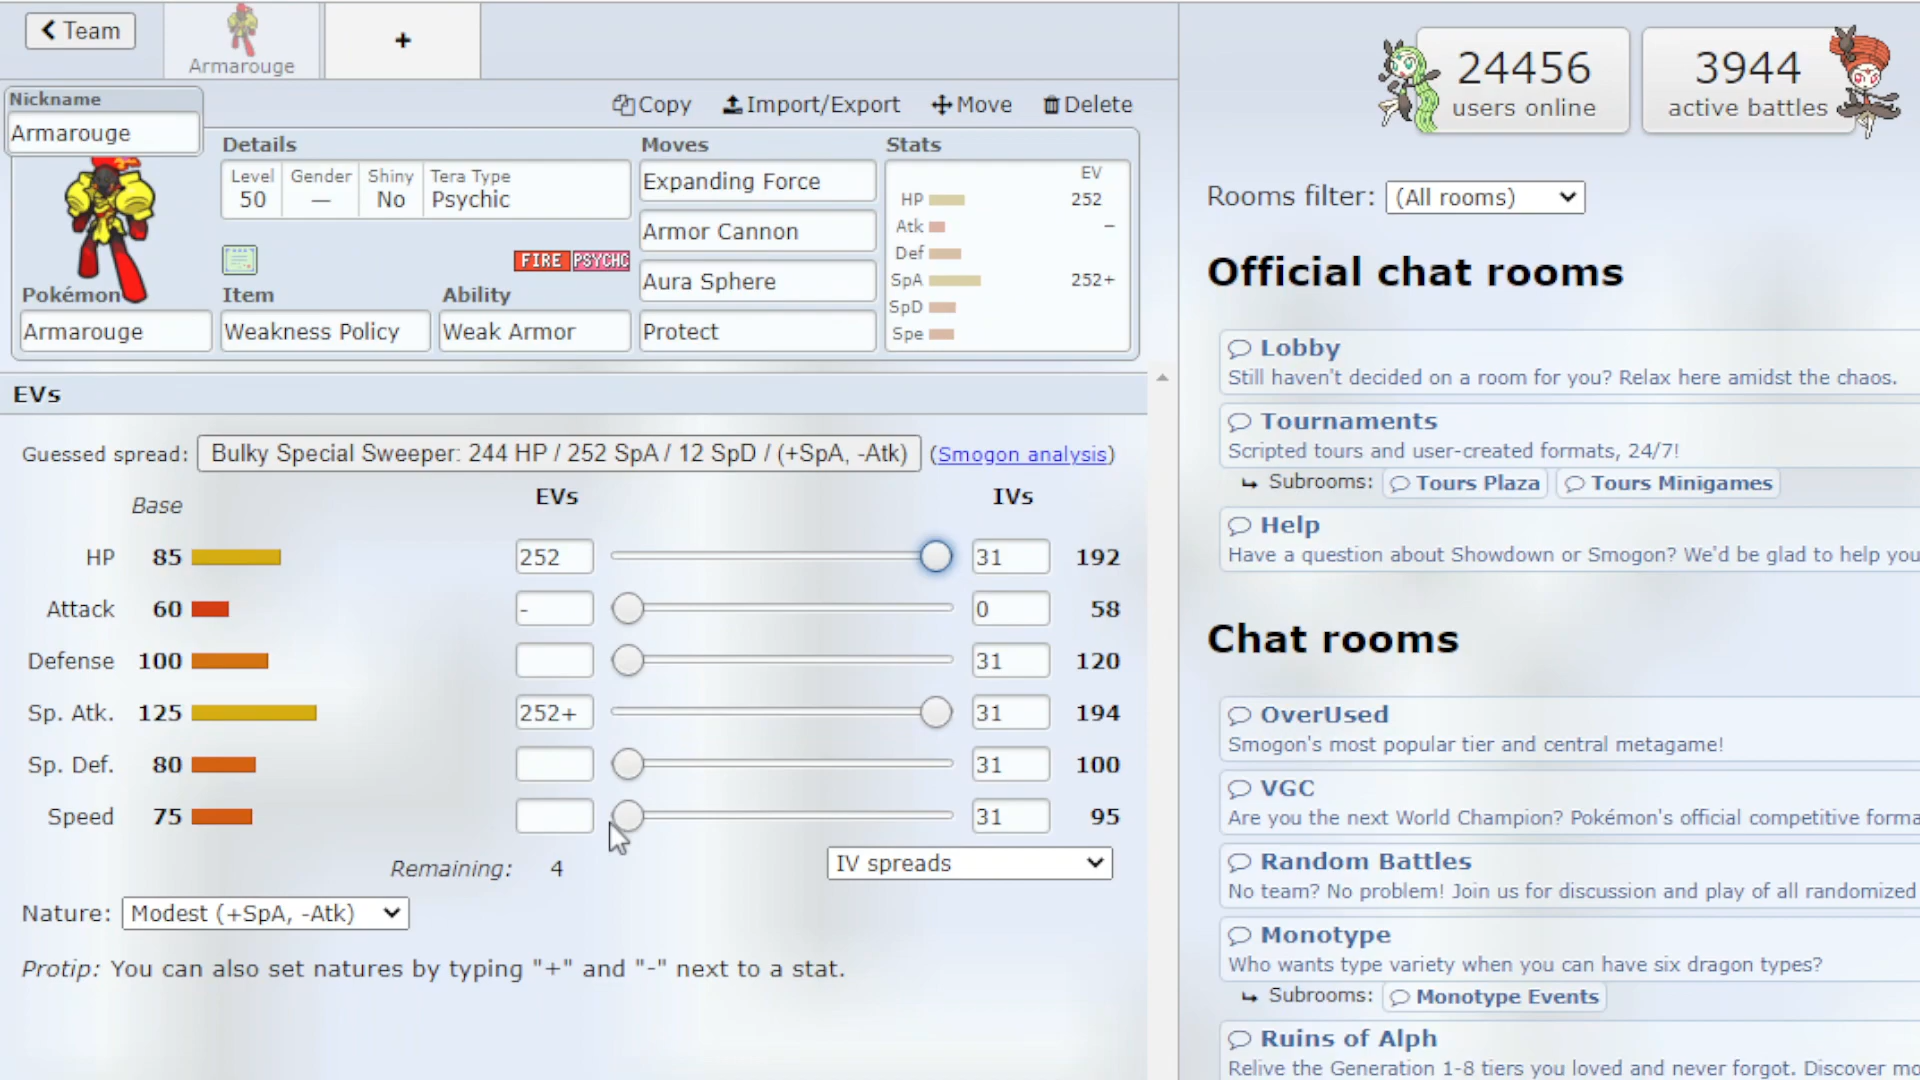 Team
Armarouge
+
24456
users online
3944
active battles
Nickname
Armarouge
Copy
Import/Export
Move
Delete
Details
Level
50
Gender
—
Shiny
No
Tera Type
Psychic
FIRE PSYCHC
Pokémon
Armarouge
Item
Weakness Policy
Ability
Weak Armor
Moves
Expanding Force
Armor Cannon
Aura Sphere
Protect
Stats
EV
HP 252
Atk –
Def
SpA 252+
SpD
Spe
EVs
Guessed spread: Bulky Special Sweeper: 244 HP / 252 SpA / 12 SpD / (+SpA, -Atk) (Smogon analysis)
Base EVs IVs
HP 85 252 31 192
Attack 60 - 0 58
Defense 100 31 120
Sp. Atk. 125 252+ 31 194
Sp. Def. 80 31 100
Speed 75 31 95
Remaining: 4 IV spreads
Nature: Modest (+SpA, -Atk)
Protip: You can also set natures by typing "+" and "-" next to a stat.
Rooms filter: (All rooms)
Official chat rooms
Lobby
Still haven't decided on a room for you? Relax here amidst the chaos.
Tournaments
Scripted tours and user-created formats, 24/7!
Subrooms: Tours Plaza Tours Minigames
Help
Have a question about Showdown or Smogon? We'd be glad to help you
Chat rooms
OverUsed
Smogon's most popular tier and central metagame!
VGC
Are you the next World Champion? Pokémon's official competitive forma
Random Battles
No team? No problem! Join us for discussion and play of all randomized
Monotype
Who wants type variety when you can have six dragon types?
Subrooms: Monotype Events
Ruins of Alph
Relive the Generation 1-8 tiers you loved and never forgot. Discover mo